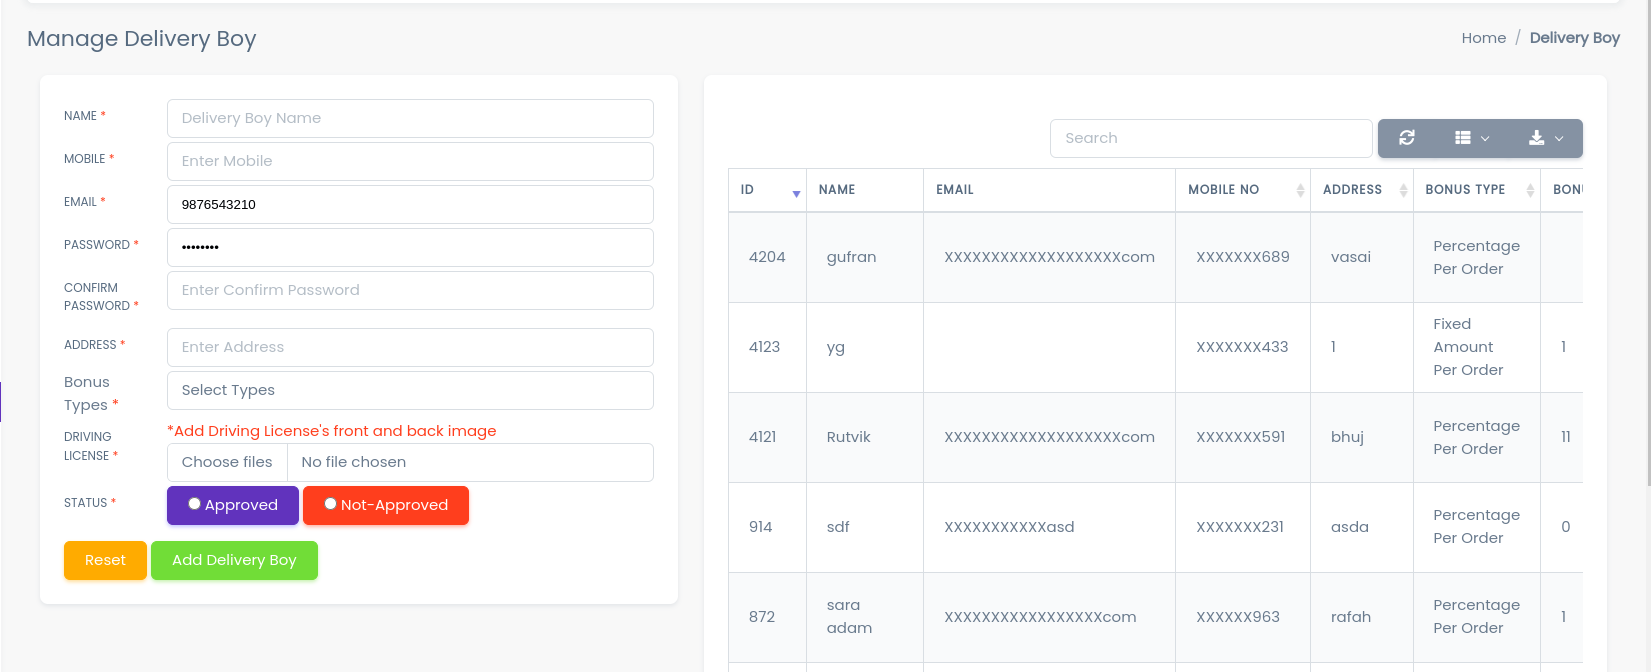 Manage Delivery Boy
Home / Delivery Boy
NAME *
Delivery Boy Name
MOBILE *
Enter Mobile
EMAIL *
9876543210
PASSWORD *
••••••••
CONFIRM
PASSWORD *
Enter Confirm Password
ADDRESS *
Enter Address
Bonus
Types *
Select Types
DRIVING
LICENSE *
*Add Driving License's front and back image
Choose files No file chosen
STATUS *
Approved
Not-Approved
Reset
Add Delivery Boy
Search
ID NAME EMAIL MOBILE NO ADDRESS BONUS TYPE BONU
4204 gufran XXXXXXXXXXXXXXXXXXXcom XXXXXXX689 vasai Percentage
Per Order
4123 yg XXXXXXX433 1 Fixed
Amount
Per Order
1
4121 Rutvik XXXXXXXXXXXXXXXXXXXcom XXXXXXX591 bhuj Percentage
Per Order
11
914 sdf XXXXXXXXXXXasd XXXXXXX231 asda Percentage
Per Order
0
872 sara
adam
XXXXXXXXXXXXXXXXXcom XXXXXX963 rafah Percentage
Per Order
1